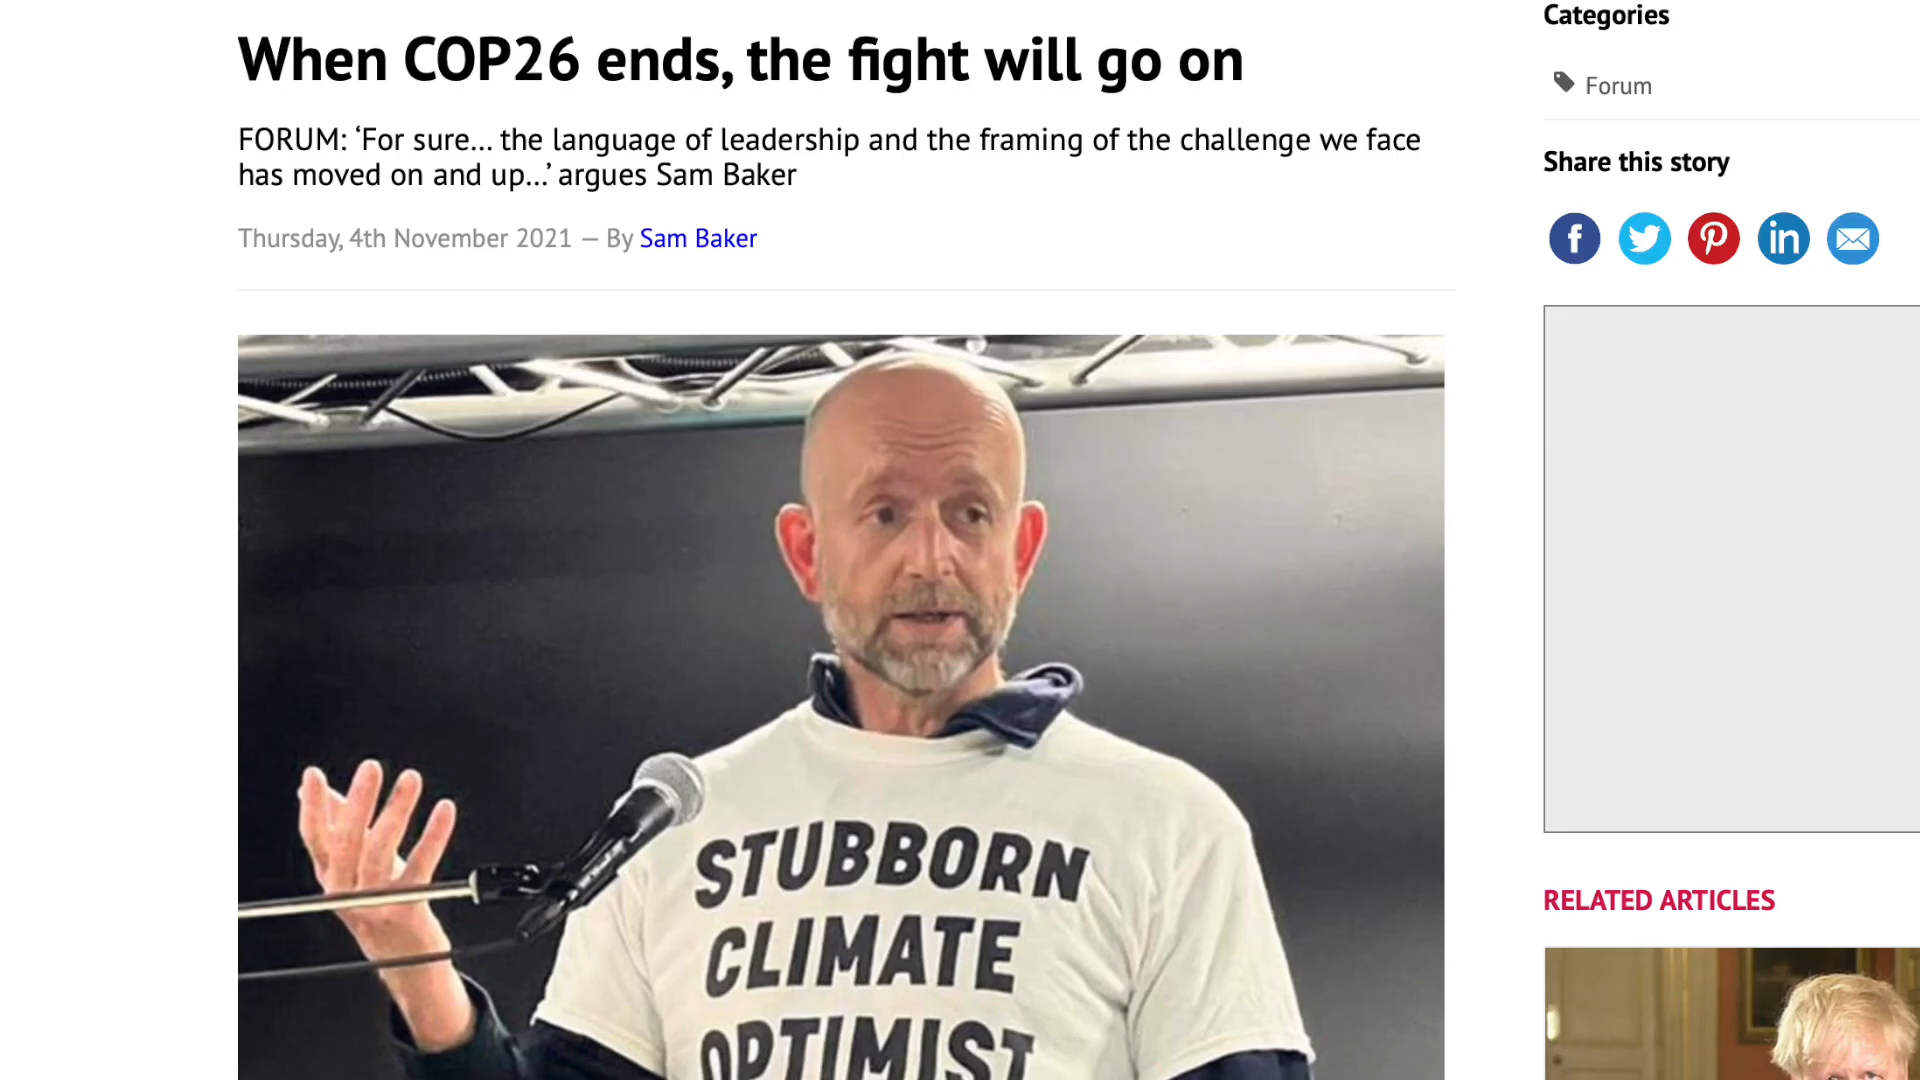 When COP26 ends, the fight will go on
FORUM: ‘For sure... the language of leadership and the framing of the challenge we face
has moved on and up...’ argues Sam Baker
Thursday, 4th November 2021 — By Sam Baker
STUBBORN
CLIMATE
OPTIMIST
Categories
Forum
Share this story
RELATED ARTICLES